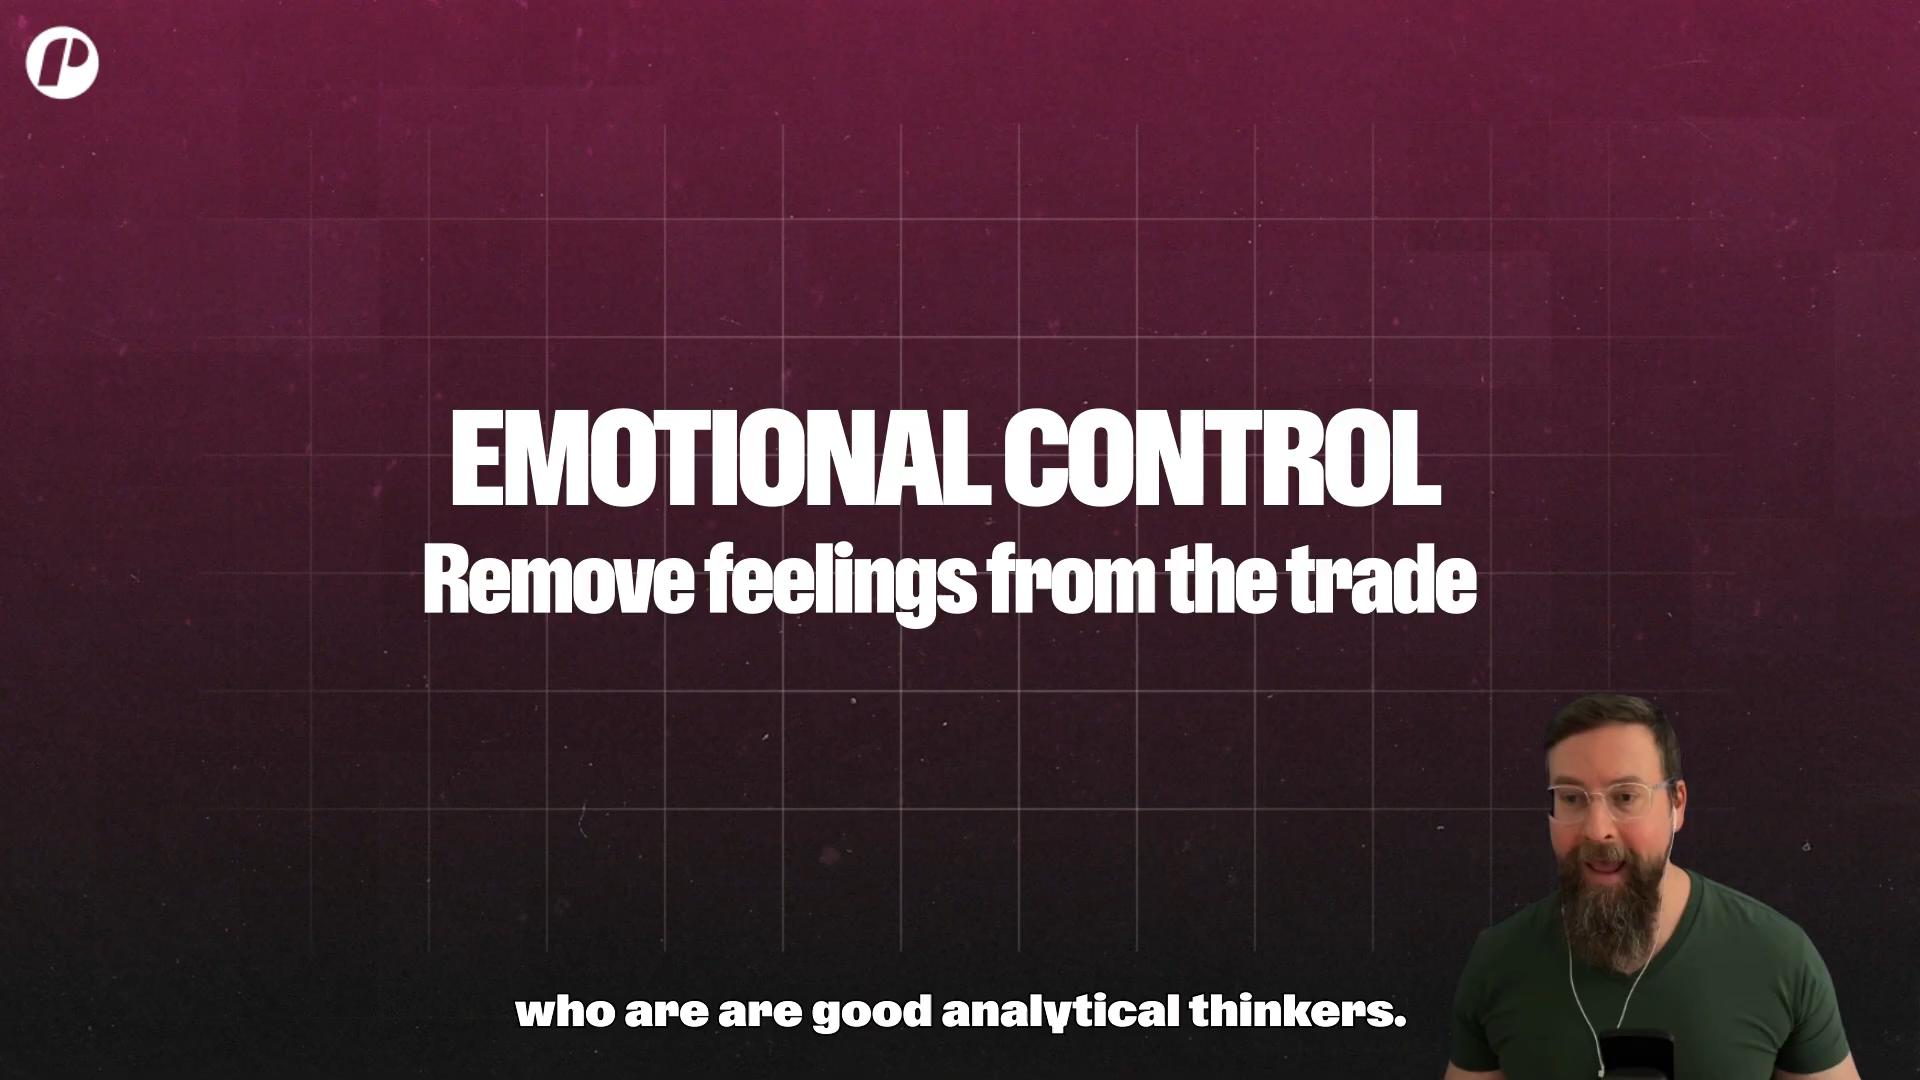 EMOTIONAL CONTROL
Remove feelings from the trade
who are are good analytical thinkers.